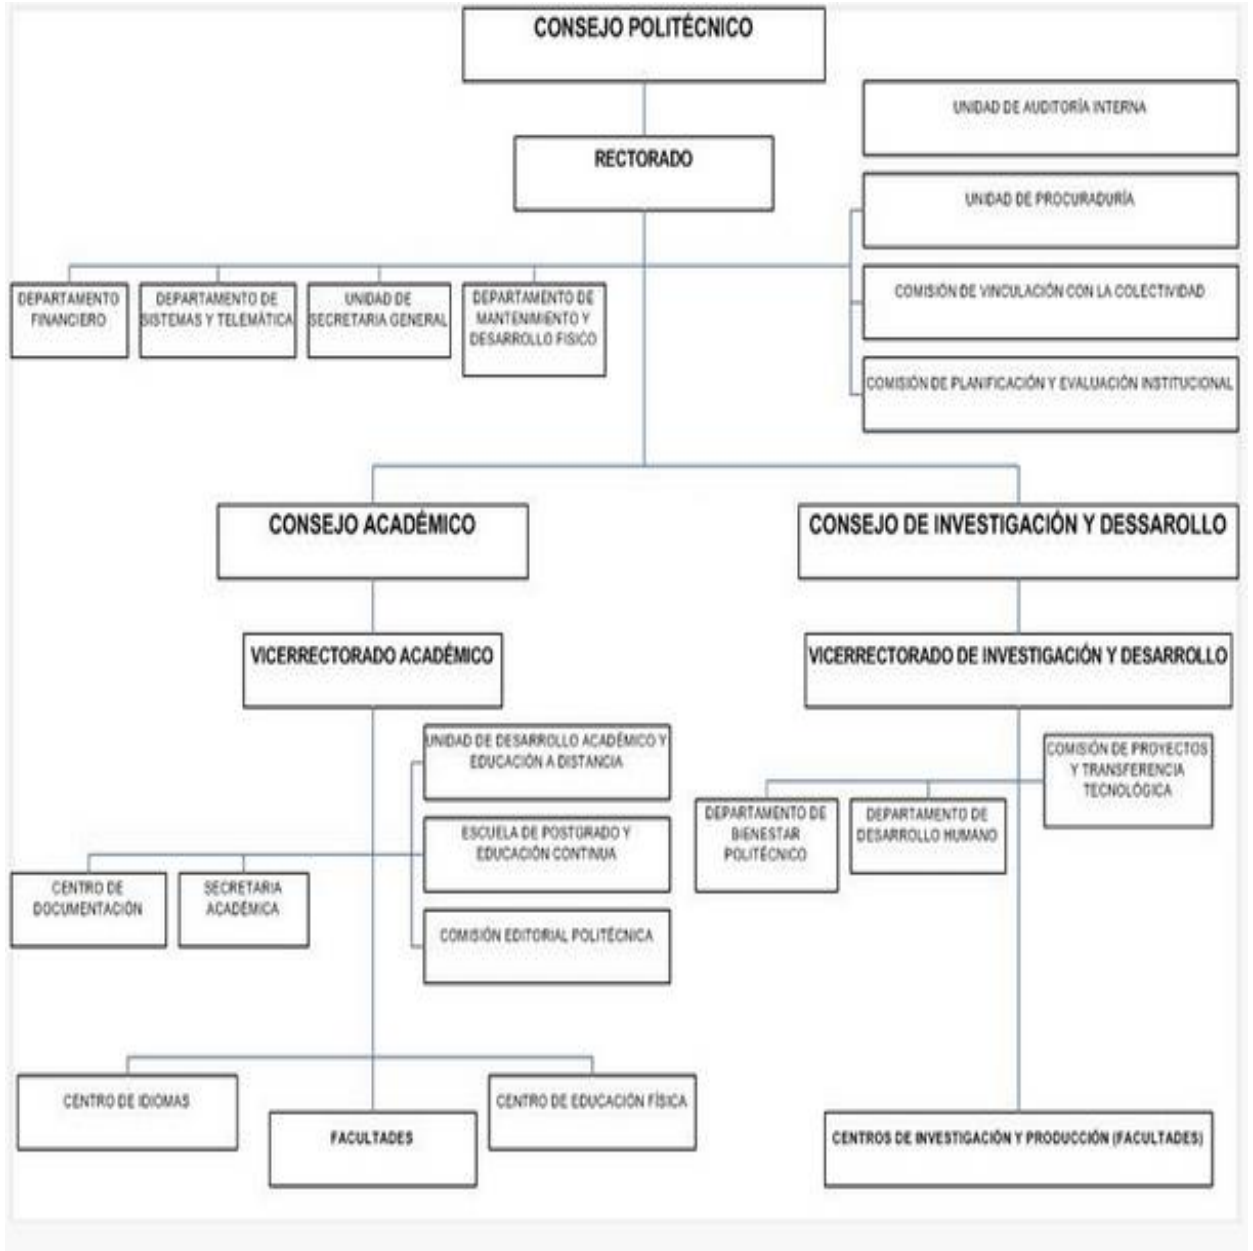 CONSEJO POLITÉCNICO
UNIDAD DE AUDITORÍA INTERNA
RECTORADO
UNIDAD DE PROCURADURÍA
COMISIÓN DE VINCULACIÓN CON LA COLECTIVIDAD
COMISIÓN DE PLANIFICACIÓN Y EVALUACIÓN INSTITUCIONAL
DEPARTAMENTO
FINANCIERO
DEPARTAMENTO DE
SISTEMAS Y TELEMÁTICA
UNIDAD DE
SECRETARIA GENERAL
DEPARTAMENTO DE
MANTENIMIENTO Y
DESARROLLO FISICO
CONSEJO ACADÉMICO
CONSEJO DE INVESTIGACIÓN Y DESSAROLLO
VICERRECTORADO ACADÉMICO
VICERRECTORADO DE INVESTIGACIÓN Y DESARROLLO
UNIDAD DE DESARROLLO ACADÉMICO Y
EDUCACIÓN A DISTANCIA
ESCUELA DE POSTGRADO Y
EDUCACIÓN CONTINUA
COMISIÓN EDITORIAL POLITÉCNICA
CENTRO DE
DOCUMENTACIÓN
SECRETARIA
ACADÉMICA
COMISIÓN DE PROYECTOS
Y TRANSFERENCIA
TECNOLÓGICA
DEPARTAMENTO DE
BIENESTAR
POLITÉCNICO
DEPARTAMENTO DE
DESARROLLO HUMANO
CENTRO DE IDIOMAS
FACULTADES
CENTRO DE EDUCACIÓN FÍSICA
CENTROS DE INVESTIGACIÓN Y PRODUCCIÓN (FACULTADES)